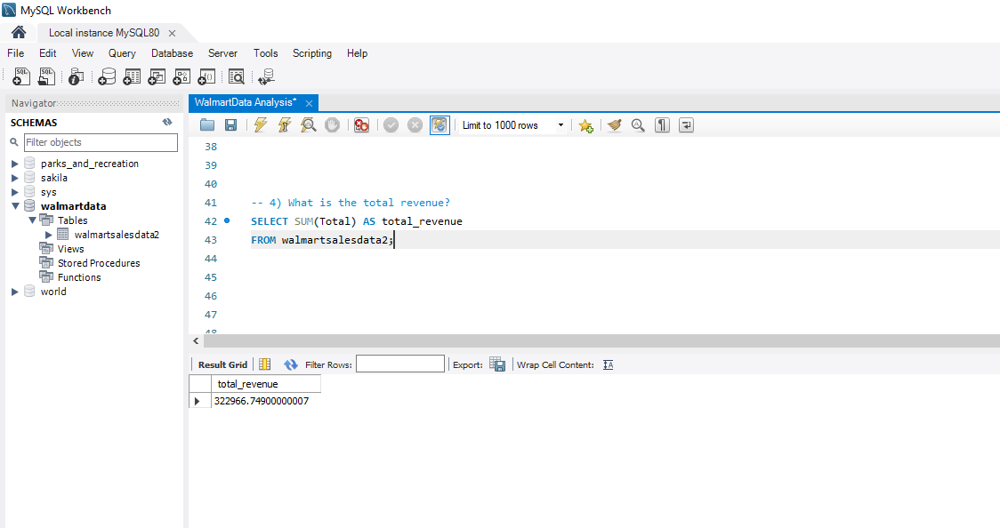 MySQL Workbench
Local instance MySQL80
File Edit View Query Database Server Tools Scripting Help
Navigator
SCHEMAS
Filter objects
parks_and_recreation
sakila
sys
walmartdata
Tables
walmartsalesdata2
Views
Stored Procedures
Functions
world
WalmartData Analysis*
Limit to 1000 rows
38
39
40
41 -- 4) What is the total revenue?
42 SELECT SUM(Total) AS total_revenue
43 FROM walmartsalesdata2;
44
45
46
47
48
Result Grid Filter Rows: Export: Wrap Cell Content:
total_revenue
322966.74900000007